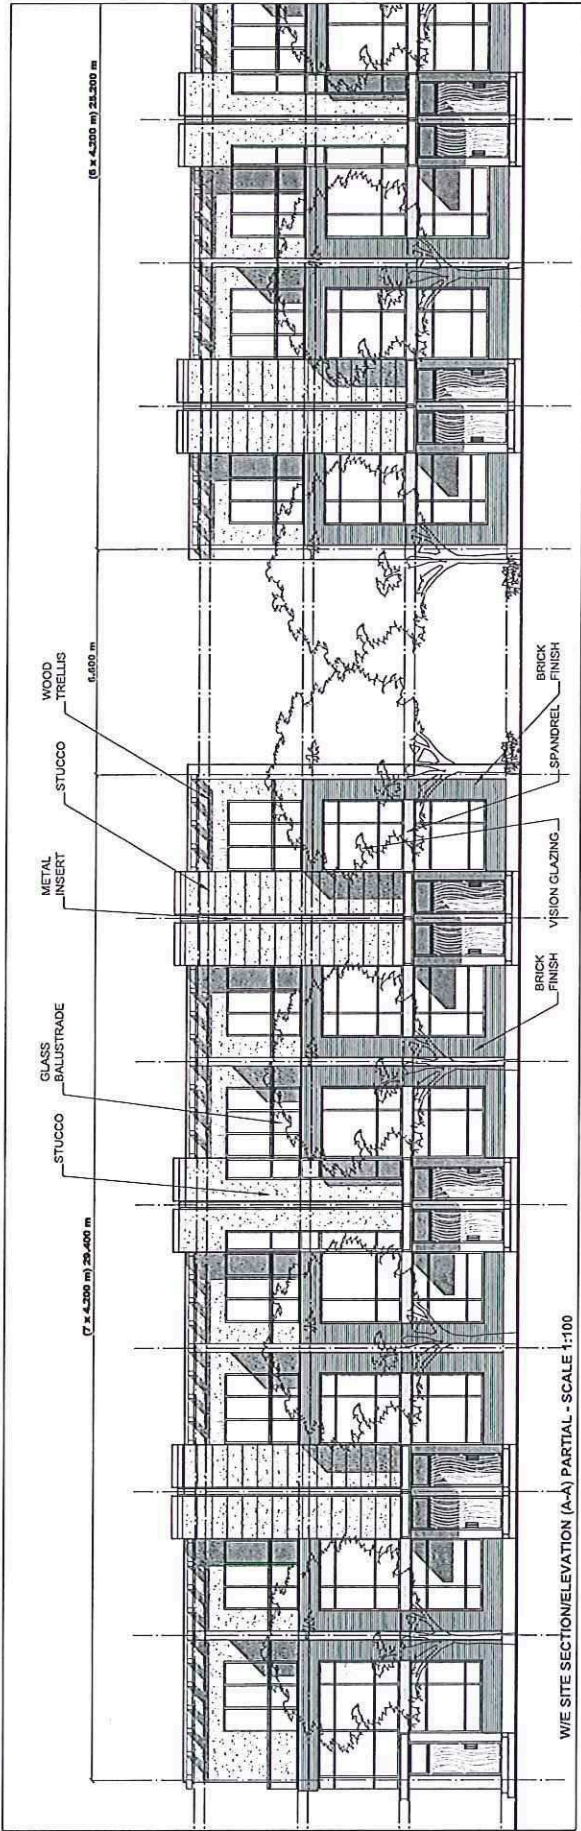 (7 x 4,200 m) 29,400 m
6,600 m
(6 x 4,200 m) 25,200 m
STUCCO
GLASS
BALLUSTRADE
METAL
INSERT
STUCCO
WOOD
TRELLIS
BRICK
FINISH
VISION GLAZING
SPANDREL
BRICK
FINISH
W/E SITE SECTION/ELEVATION (A-A) PARTIAL - SCALE 1:100